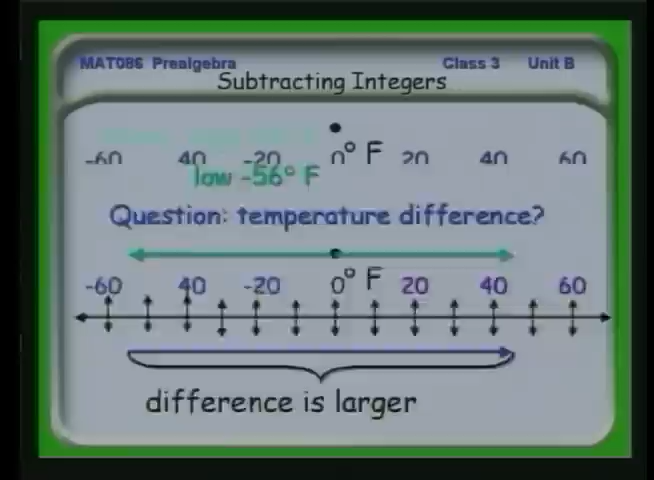 MAT086 Prealgebra Class 3 Unit B
Subtracting Integers
-60 40 -20 0° F 20 40 60
low -56° F
Question: temperature difference?
-60 40 -20 0° F 20 40 60
difference is larger